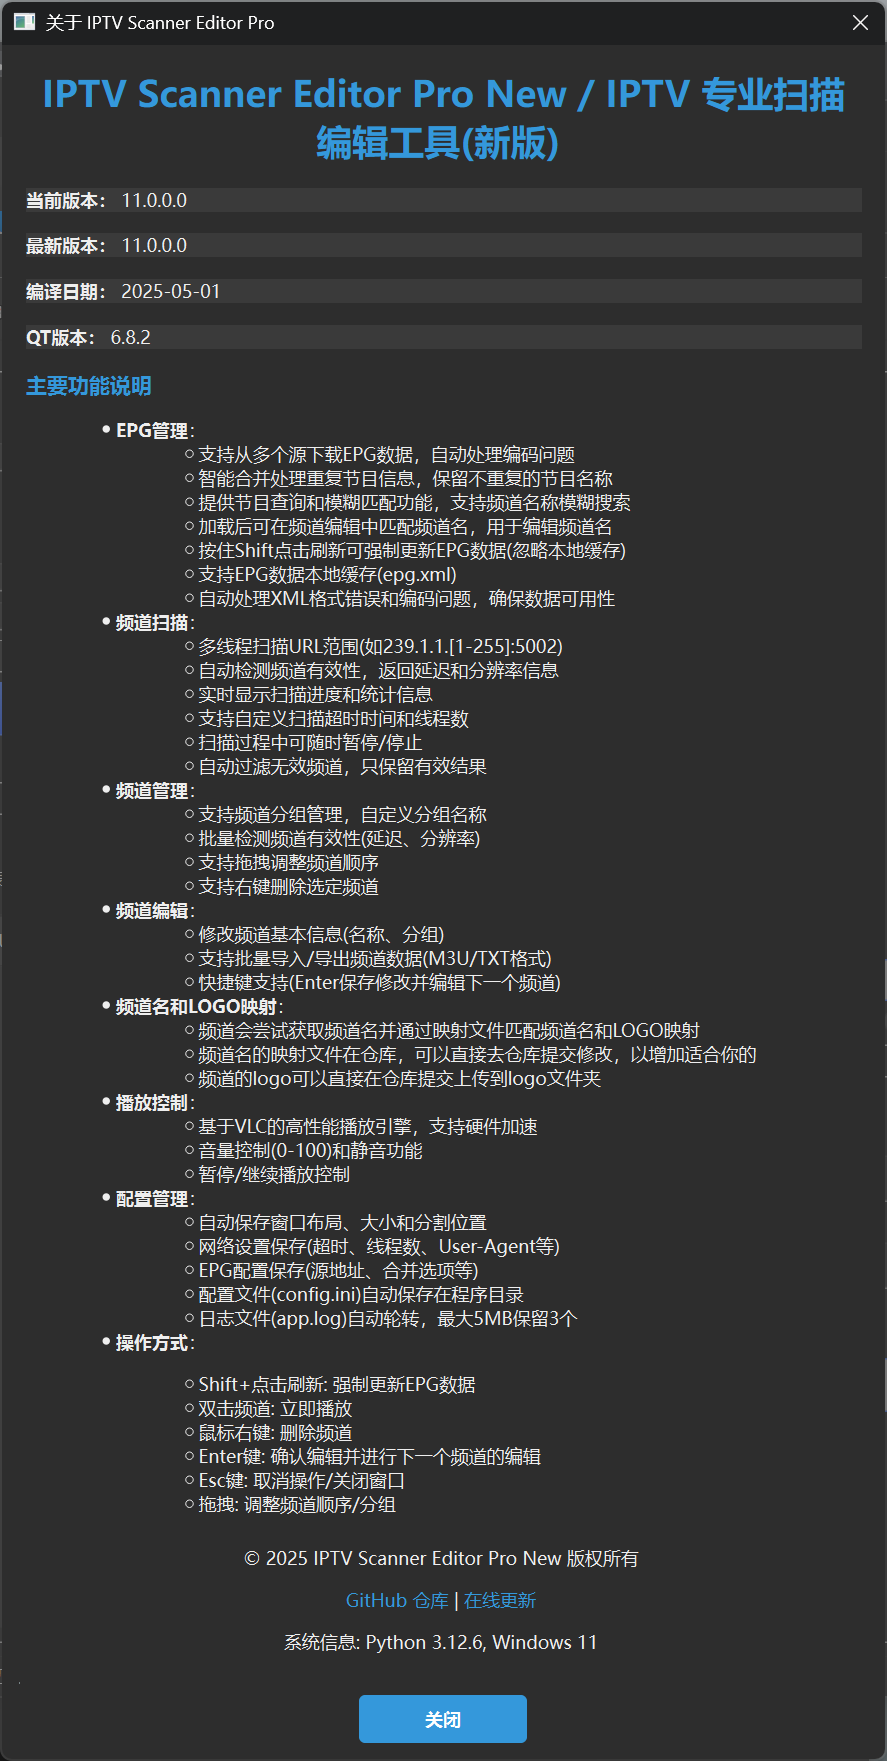 关于 IPTV Scanner Editor Pro
IPTV Scanner Editor Pro New / IPTV 专业扫描
编辑工具(新版)
当前版本： 11.0.0.0
最新版本： 11.0.0.0
编译日期： 2025-05-01
QT版本： 6.8.2
主要功能说明
• EPG管理：
○ 支持从多个源下载EPG数据，自动处理编码问题
○ 智能合并处理重复节目信息，保留不重复的节目名称
○ 提供节目查询和模糊匹配功能，支持频道名称模糊搜索
○ 加载后可在频道编辑中匹配频道名，用于编辑频道名
○ 按住Shift点击刷新可强制更新EPG数据(忽略本地缓存)
○ 支持EPG数据本地缓存(epg.xml)
○ 自动处理XML格式错误和编码问题，确保数据可用性
• 频道扫描：
○ 多线程扫描URL范围(如239.1.1.[1-255]:5002)
○ 自动检测频道有效性，返回延迟和分辨率信息
○ 实时显示扫描进度和统计信息
○ 支持自定义扫描超时时间和线程数
○ 扫描过程中可随时暂停/停止
○ 自动过滤无效频道，只保留有效结果
• 频道管理：
○ 支持频道分组管理，自定义分组名称
○ 批量检测频道有效性(延迟、分辨率)
○ 支持拖拽调整频道顺序
○ 支持右键删除选定频道
• 频道编辑：
○ 修改频道基本信息(名称、分组)
○ 支持批量导入/导出频道数据(M3U/TXT格式)
○ 快捷键支持(Enter保存修改并编辑下一个频道)
• 频道名和LOGO映射：
○ 频道会尝试获取频道名并通过映射文件匹配频道名和LOGO映射
○ 频道名的映射文件在仓库，可以直接去仓库提交修改，以增加适合你的
○ 频道的logo可以直接在仓库提交上传到logo文件夹
• 播放控制：
○ 基于VLC的高性能播放引擎，支持硬件加速
○ 音量控制(0-100)和静音功能
○ 暂停/继续播放控制
• 配置管理：
○ 自动保存窗口布局、大小和分割位置
○ 网络设置保存(超时、线程数、User-Agent等)
○ EPG配置保存(源地址、合并选项等)
○ 配置文件(config.ini)自动保存在程序目录
○ 日志文件(app.log)自动轮转，最大5MB保留3个
• 操作方式：
○ Shift+点击刷新: 强制更新EPG数据
○ 双击频道: 立即播放
○ 鼠标右键: 删除频道
○ Enter键: 确认编辑并进行下一个频道的编辑
○ Esc键: 取消操作/关闭窗口
○ 拖拽: 调整频道顺序/分组
© 2025 IPTV Scanner Editor Pro New 版权所有
GitHub 仓库 | 在线更新
系统信息: Python 3.12.6, Windows 11
关闭